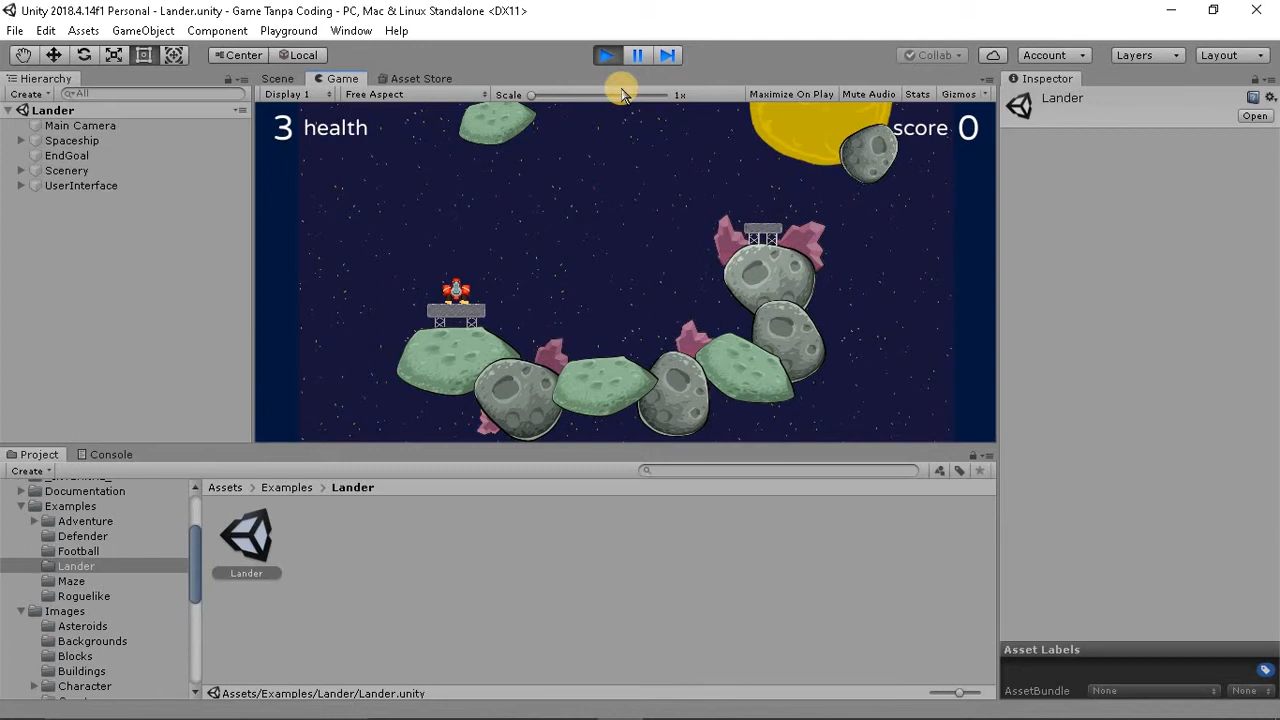 Unity 2018.4.14f1 Personal - Lander.unity - Game Tanpa Coding - PC, Mac & Linux Standalone <DX11>
File Edit Assets GameObject Component Playground Window Help
Center Local Collab Account Layers Layout
Hierarchy
Create All
Lander
Main Camera
Spaceship
EndGoal
Scenery
UserInterface
Scene Game Asset Store
Display 1 Free Aspect Scale 1x Maximize On Play Mute Audio Stats Gizmos
3 health
score 0
Inspector
Lander
Open
Project Console
Create
Documentation
Examples
Adventure
Defender
Football
Lander
Maze
Roguelike
Images
Asteroids
Backgrounds
Blocks
Buildings
Character
Assets Examples Lander
Lander
Assets/Examples/Lander/Lander.unity
Asset Labels
AssetBundle None None